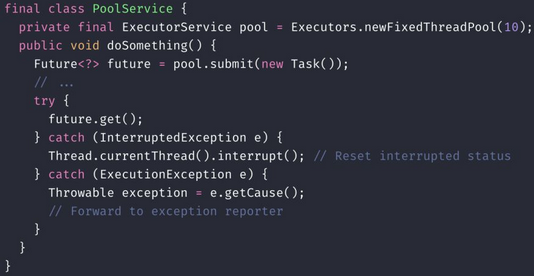 final class PoolService {
  private final ExecutorService pool = Executors.newFixedThreadPool(10);
  public void doSomething() {
    Future<?> future = pool.submit(new Task());
    // ...
    try {
      future.get();
    } catch (InterruptedException e) {
      Thread.currentThread().interrupt(); // Reset interrupted status
    } catch (ExecutionException e) {
      Throwable exception = e.getCause();
      // Forward to exception reporter
    }
  }
}